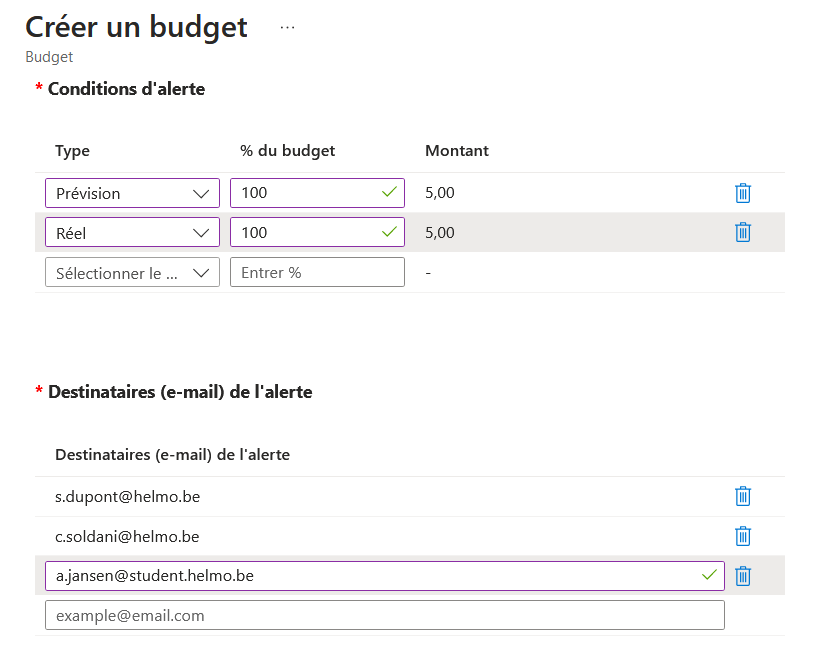 Créer un budget ...
Budget
* Conditions d'alerte
Type % du budget Montant
Prévision 100 5,00
Réel 100 5,00
Sélectionner le ... Entrer % -
* Destinataires (e-mail) de l'alerte
Destinataires (e-mail) de l'alerte
s.dupont@helmo.be
c.soldani@helmo.be
a.jansen@student.helmo.be
example@email.com